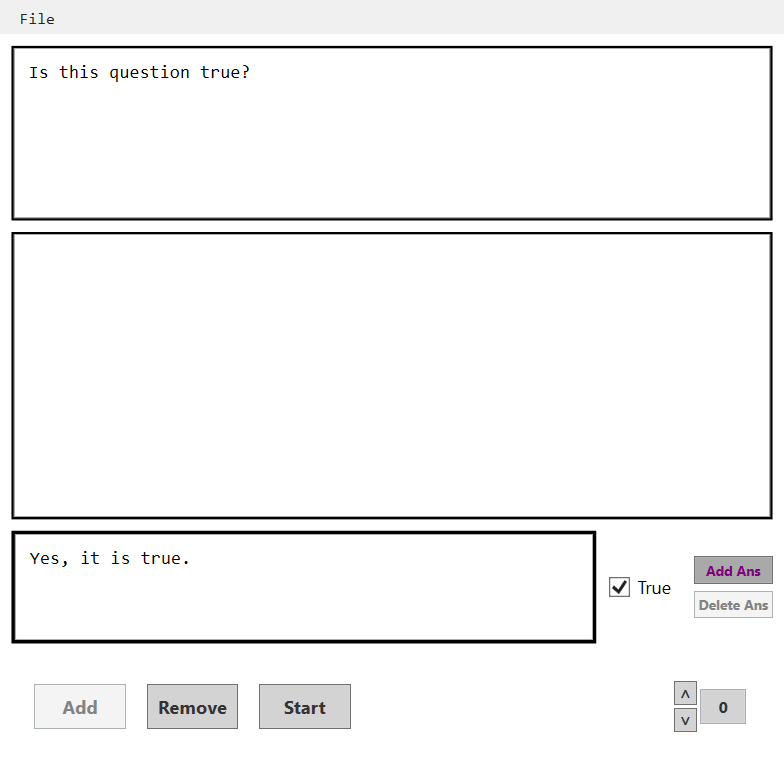 File
Is this question true?
Yes, it is true.
True
Add Ans
Delete Ans
Add
Remove
Start
˄
˅
0